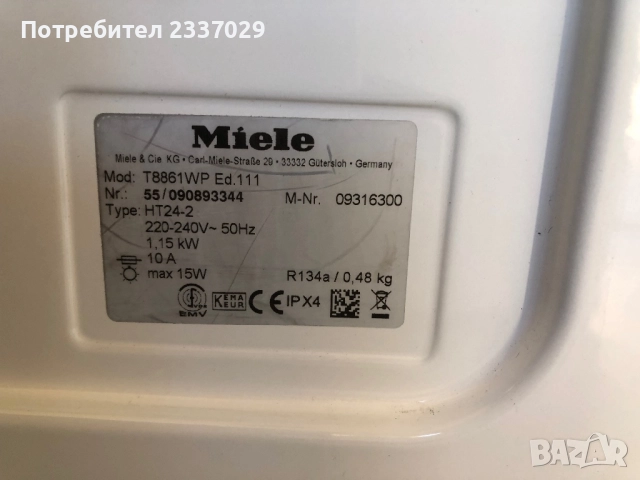 Потребител 2337029
Miele
Miele & Cie KG • Carl-Miele-Straße 29 • 33332 Gütersloh • Germany
Mod: T8861WP Ed.111
Nr.: 55/090893344 M-Nr. 09316300
Type: HT24-2
220-240V~ 50Hz
1,15 kW
10 A
max 15W R134a / 0,48 kg
EMV KEMA KEUR CE IPX4
BAZAR